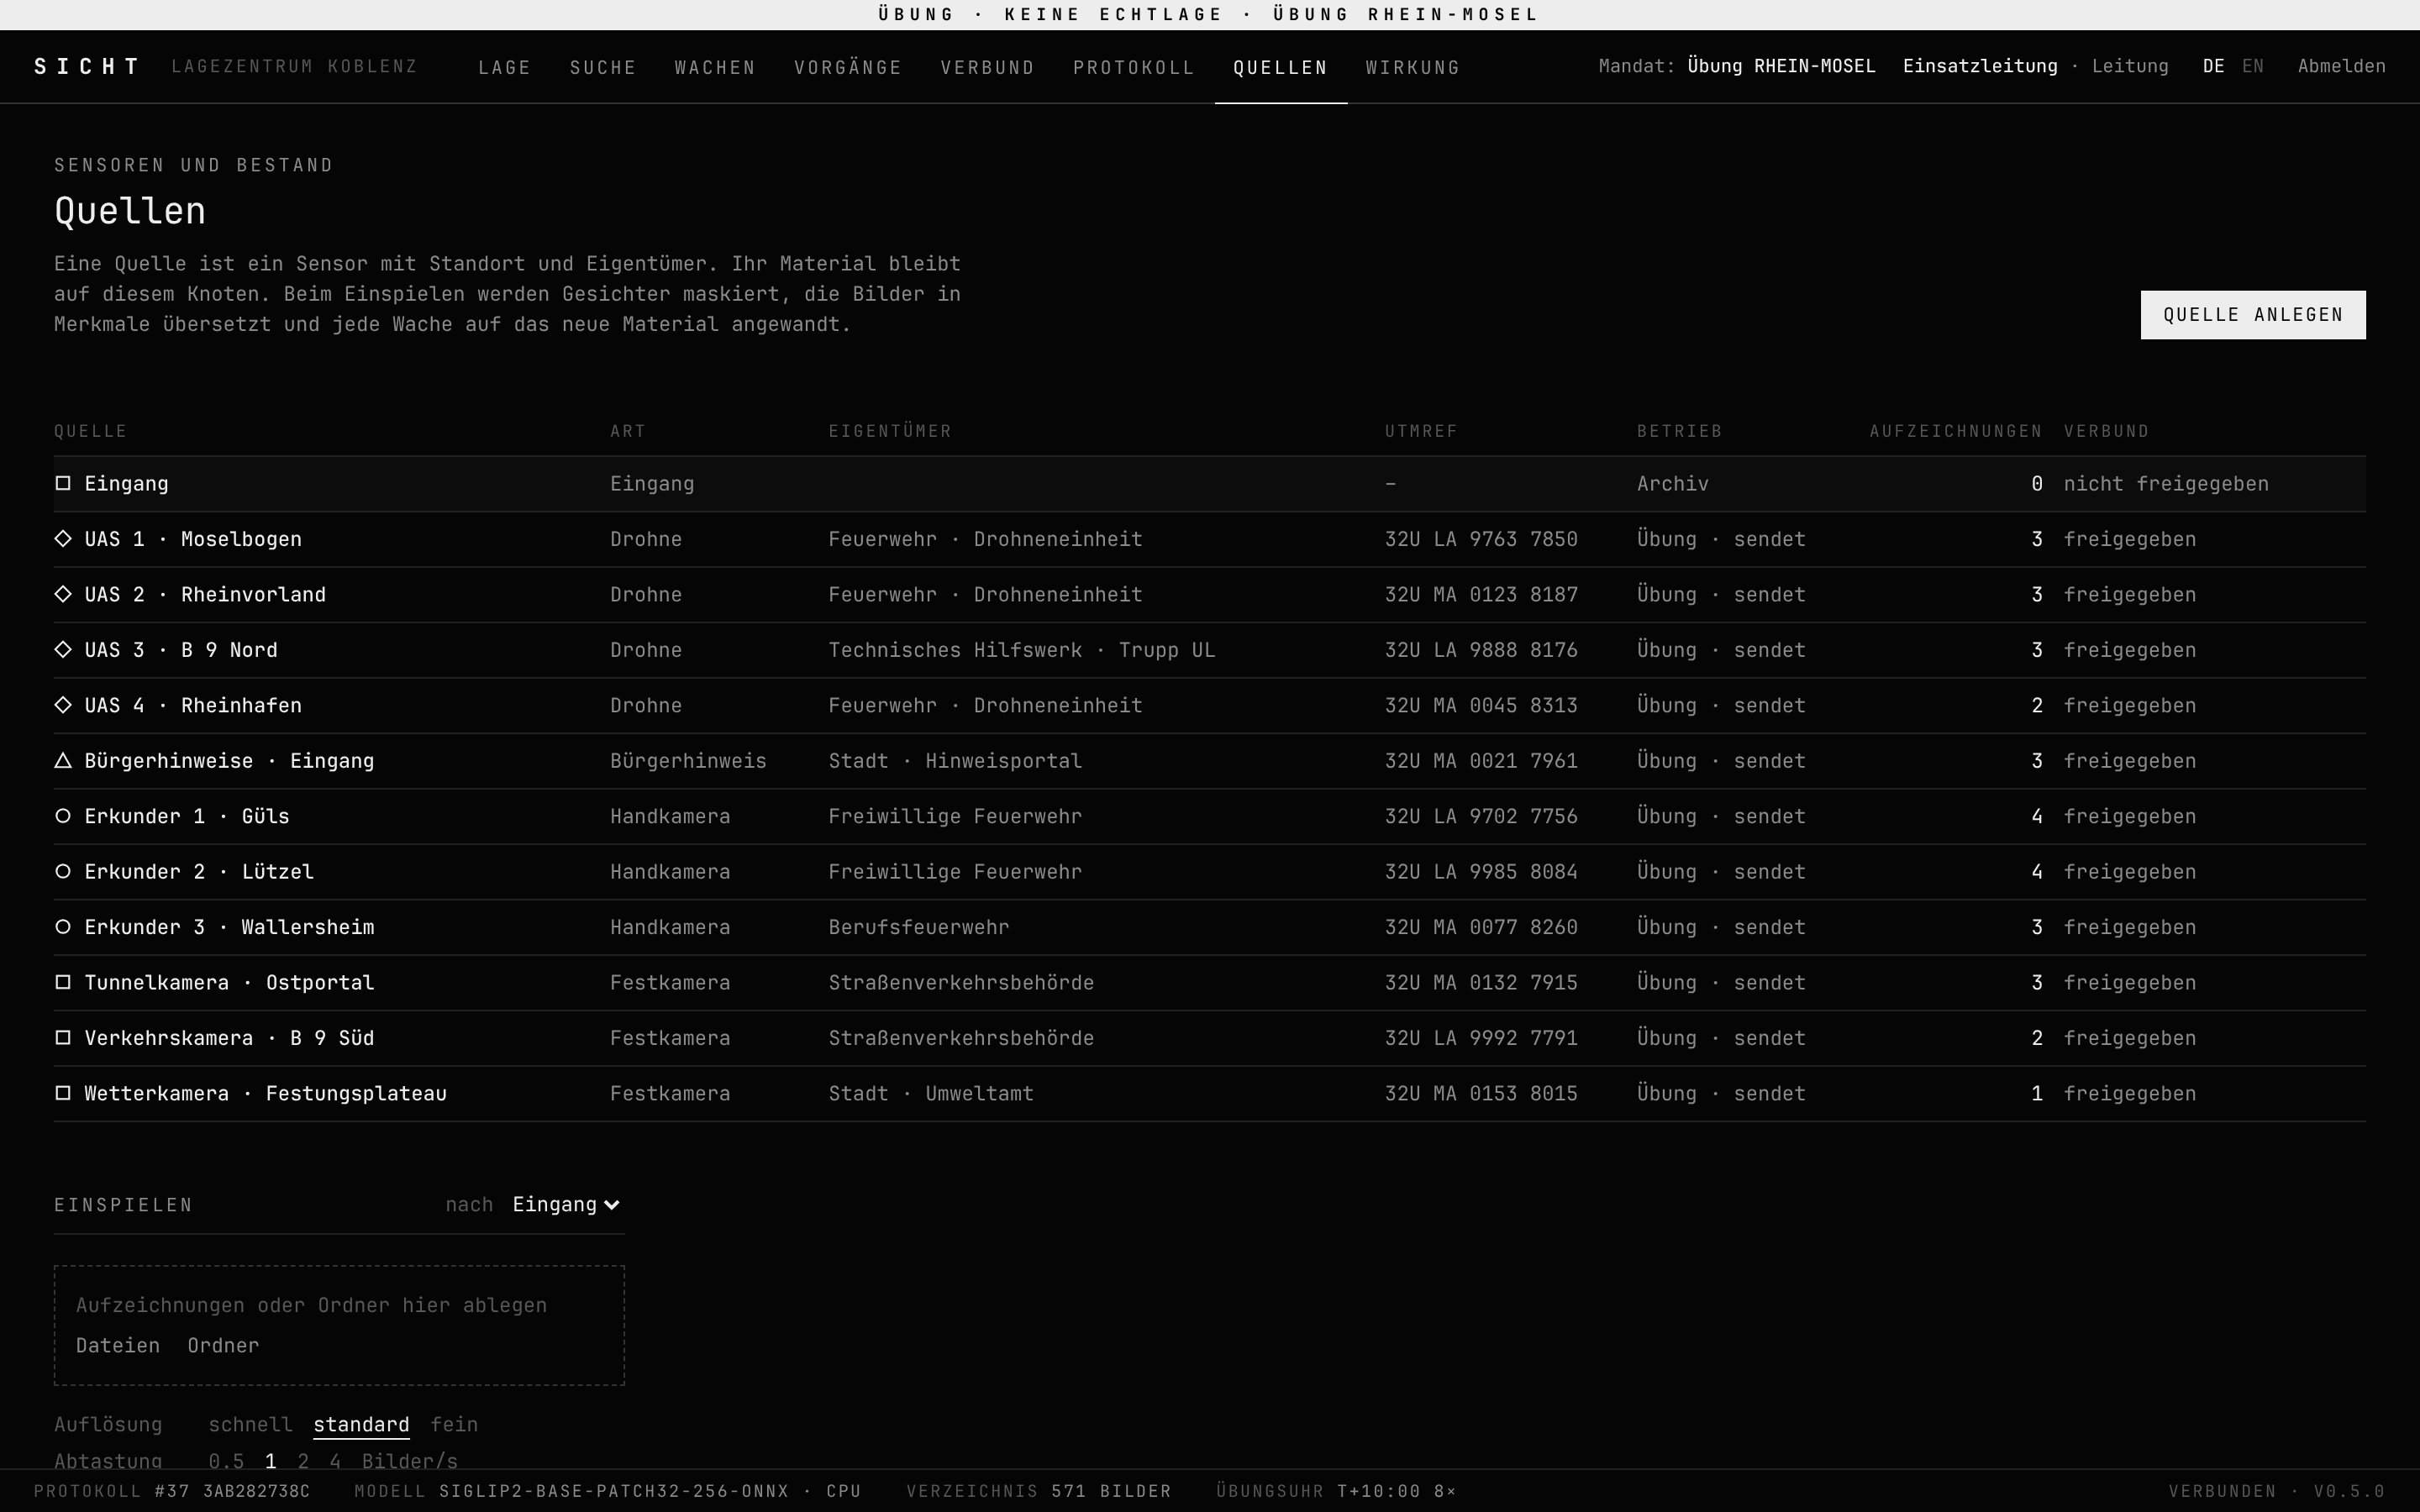 ÜBUNG · KEINE ECHTLAGE · ÜBUNG RHEIN-MOSEL
SICHT LAGEZENTRUM KOBLENZ LAGE SUCHE WACHEN VORGÄNGE VERBUND PROTOKOLL QUELLEN WIRKUNG Mandat: Übung RHEIN-MOSEL Einsatzleitung · Leitung DE EN Abmelden
SENSOREN UND BESTAND
Quellen
Eine Quelle ist ein Sensor mit Standort und Eigentümer. Ihr Material bleibt
auf diesem Knoten. Beim Einspielen werden Gesichter maskiert, die Bilder in
Merkmale übersetzt und jede Wache auf das neue Material angewandt.
QUELLE ANLEGEN
QUELLE ART EIGENTÜMER UTMREF BETRIEB AUFZEICHNUNGEN VERBUND
Eingang Eingang – Archiv 0 nicht freigegeben
UAS 1 · Moselbogen Drohne Feuerwehr · Drohneneinheit 32U LA 9763 7850 Übung · sendet 3 freigegeben
UAS 2 · Rheinvorland Drohne Feuerwehr · Drohneneinheit 32U MA 0123 8187 Übung · sendet 3 freigegeben
UAS 3 · B 9 Nord Drohne Technisches Hilfswerk · Trupp UL 32U LA 9888 8176 Übung · sendet 3 freigegeben
UAS 4 · Rheinhafen Drohne Feuerwehr · Drohneneinheit 32U MA 0045 8313 Übung · sendet 2 freigegeben
Bürgerhinweise · Eingang Bürgerhinweis Stadt · Hinweisportal 32U MA 0021 7961 Übung · sendet 3 freigegeben
Erkunder 1 · Güls Handkamera Freiwillige Feuerwehr 32U LA 9702 7756 Übung · sendet 4 freigegeben
Erkunder 2 · Lützel Handkamera Freiwillige Feuerwehr 32U LA 9985 8084 Übung · sendet 4 freigegeben
Erkunder 3 · Wallersheim Handkamera Berufsfeuerwehr 32U MA 0077 8260 Übung · sendet 3 freigegeben
Tunnelkamera · Ostportal Festkamera Straßenverkehrsbehörde 32U MA 0132 7915 Übung · sendet 3 freigegeben
Verkehrskamera · B 9 Süd Festkamera Straßenverkehrsbehörde 32U LA 9992 7791 Übung · sendet 2 freigegeben
Wetterkamera · Festungsplateau Festkamera Stadt · Umweltamt 32U MA 0153 8015 Übung · sendet 1 freigegeben
EINSPIELEN nach Eingang
Aufzeichnungen oder Ordner hier ablegen
Dateien Ordner
Auflösung schnell standard fein
Abtastung 0.5 1 2 4 Bilder/s
PROTOKOLL #37 3AB282738C MODELL SIGLIP2-BASE-PATCH32-256-ONNX · CPU VERZEICHNIS 571 BILDER ÜBUNGSUHR T+10:00 8× VERBUNDEN · V0.5.0